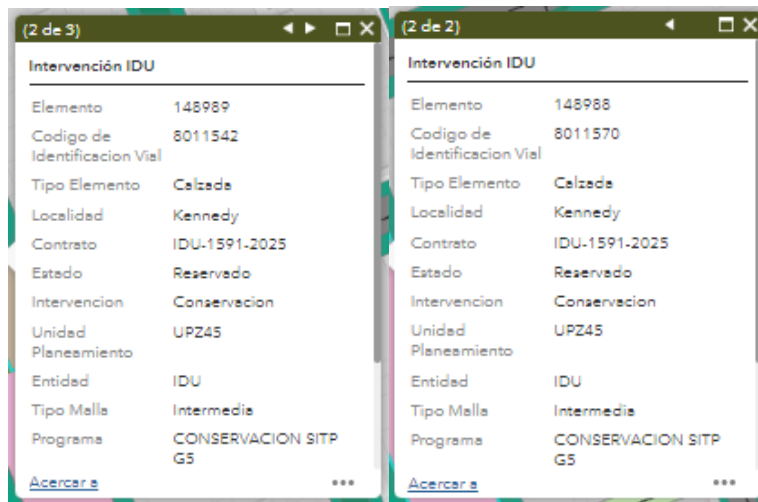 (2 de 3)
Intervención IDU
Elemento 148989
Codigo de Identificacion Vial 8011542
Tipo Elemento Calzada
Localidad Kennedy
Contrato IDU-1591-2025
Estado Reservado
Intervencion Conservacion
Unidad Planeamiento UPZ45
Entidad IDU
Tipo Malla Intermedia
Programa CONSERVACION SITP G5
Acercar a
(2 de 2)
Intervención IDU
Elemento 148988
Codigo de Identificacion Vial 8011570
Tipo Elemento Calzada
Localidad Kennedy
Contrato IDU-1591-2025
Estado Reservado
Intervencion Conservacion
Unidad Planeamiento UPZ45
Entidad IDU
Tipo Malla Intermedia
Programa CONSERVACION SITP G5
Acercar a